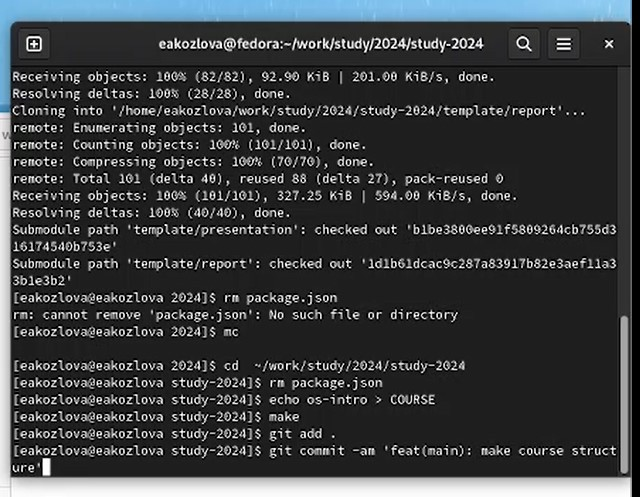 eakozlova@fedora:~/work/study/2024/study-2024
Receiving objects: 100% (82/82), 92.90 KiB | 201.00 KiB/s, done.
Resolving deltas: 100% (28/28), done.
Cloning into '/home/eakozlova/work/study/2024/study-2024/template/report'...
remote: Enumerating objects: 101, done.
remote: Counting objects: 100% (101/101), done.
remote: Compressing objects: 100% (70/70), done.
remote: Total 101 (delta 40), reused 88 (delta 27), pack-reused 0
Receiving objects: 100% (101/101), 327.25 KiB | 594.00 KiB/s, done.
Resolving deltas: 100% (40/40), done.
Submodule path 'template/presentation': checked out 'b1be3800ee91f5809264cb755d3
16174540b753e'
Submodule path 'template/report': checked out '1d1b61dcac9c287a83917b82e3aef11a3
3b1e3b2'
[eakozlova@eakozlova 2024]$ rm package.json
rm: cannot remove 'package.json': No such file or directory
[eakozlova@eakozlova 2024]$ mc
[eakozlova@eakozlova 2024]$ cd  ~/work/study/2024/study-2024
[eakozlova@eakozlova study-2024]$ rm package.json
[eakozlova@eakozlova study-2024]$ echo os-intro > COURSE
[eakozlova@eakozlova study-2024]$ make
[eakozlova@eakozlova study-2024]$ git add .
[eakozlova@eakozlova study-2024]$ git commit -am 'feat(main): make course struct
ure'